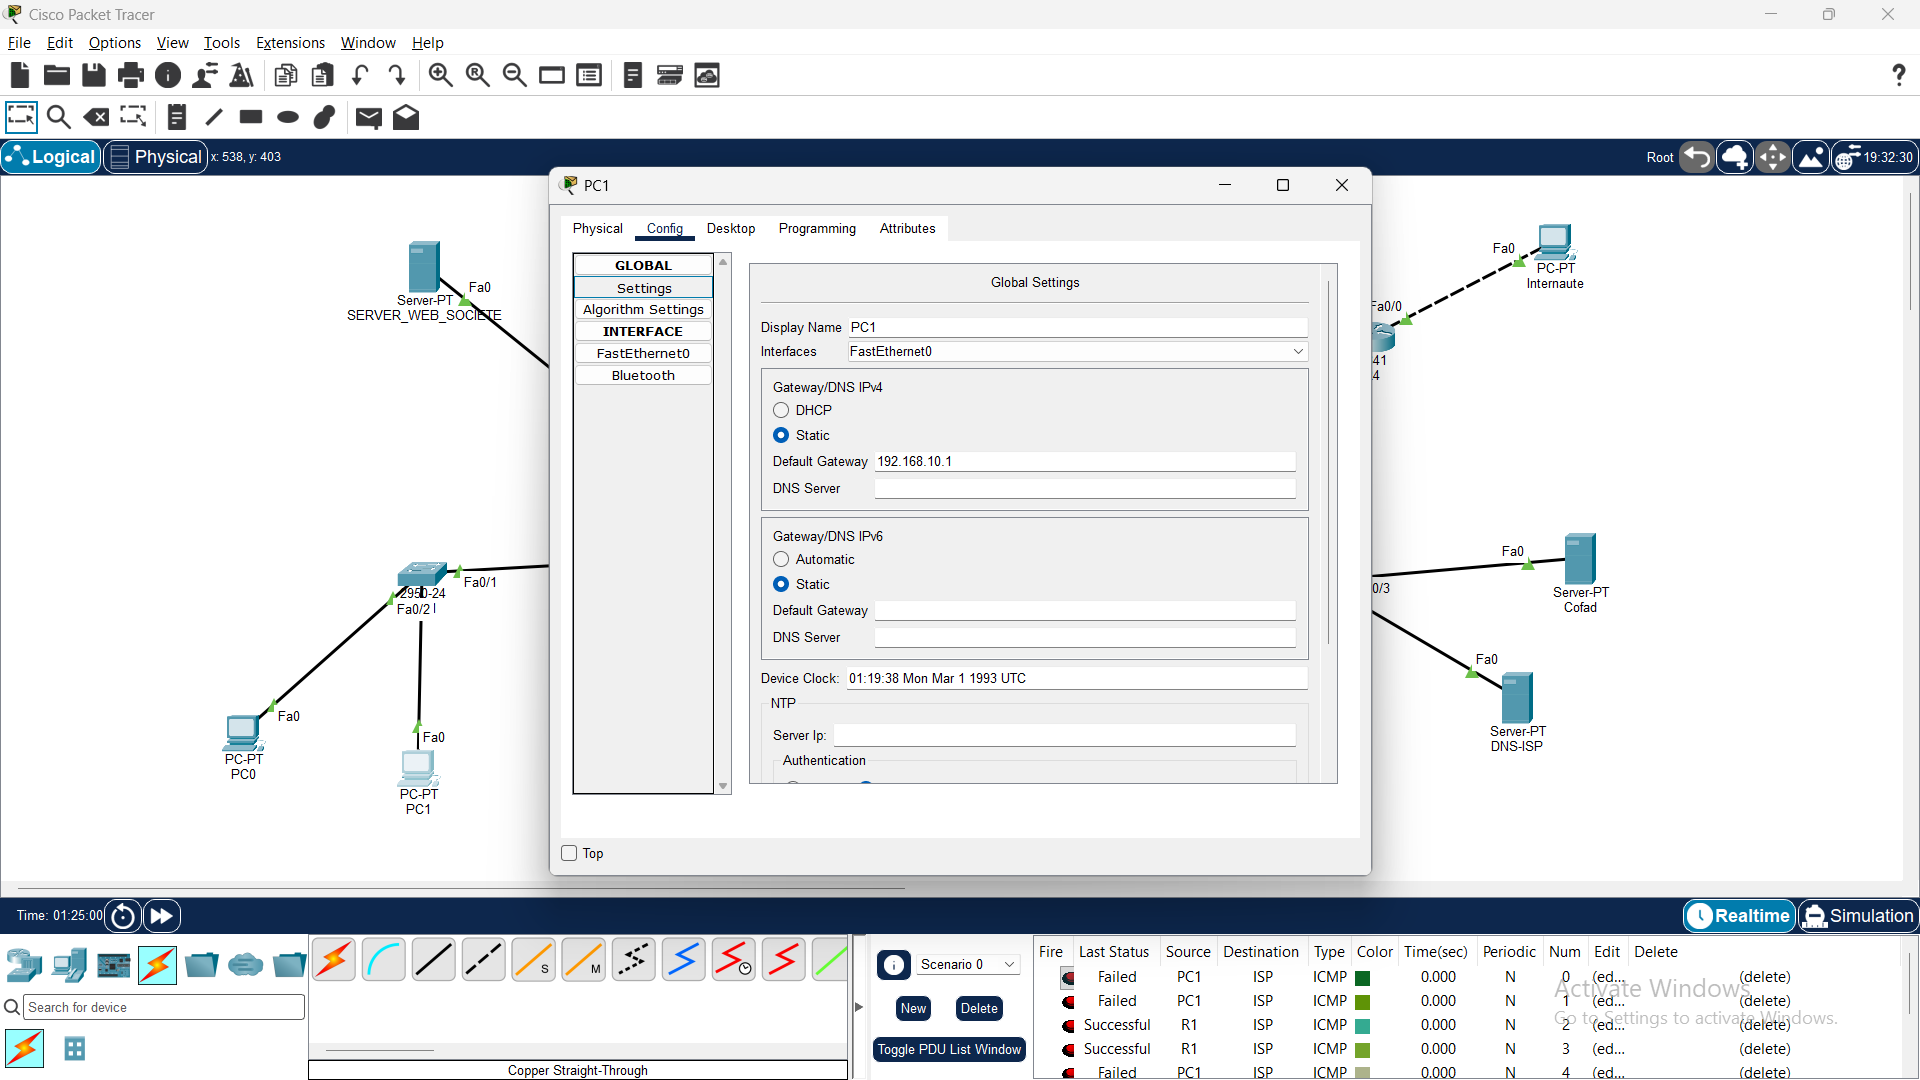 Cisco Packet Tracer
File Edit Options View Tools Extensions Window Help
Logical Physical x: 538, y: 403 Root 19:32:30
PC1
Physical Config Desktop Programming Attributes
GLOBAL
Settings
Algorithm Settings
INTERFACE
FastEthernet0
Bluetooth
Global Settings
Display Name PC1
Interfaces FastEthernet0
Gateway/DNS IPv4
DHCP
Static
Default Gateway 192.168.10.1
DNS Server
Gateway/DNS IPv6
Automatic
Static
Default Gateway
DNS Server
Device Clock: 01:19:38 Mon Mar 1 1993 UTC
NTP
Server Ip:
Authentication
Top
Fa0
Server-PT
SERVER_WEB_SOCIETE
Fa0/1
2950-24
Fa0/2
Fa0
PC-PT
PC0
Fa0
PC-PT
PC1
Fa0
PC-PT
Internaute
Fa0/0
41
4
Fa0
0/3
Server-PT
Cofad
Fa0
Server-PT
DNS-ISP
Time: 01:25:00 Realtime Simulation
Search for device
S M
Copper Straight-Through
Scenario 0
New Delete
Toggle PDU List Window
Fire Last Status Source Destination Type Color Time(sec) Periodic Num Edit Delete
Failed PC1 ISP ICMP 0.000 N 0 (ed... (delete)
Failed PC1 ISP ICMP 0.000 N 1 (ed... (delete)
Successful R1 ISP ICMP 0.000 N 2 (ed... (delete)
Successful R1 ISP ICMP 0.000 N 3 (ed... (delete)
Failed PC1 ISP ICMP 0.000 N 4 (ed... (delete)
Activate Windows
Go to Settings to activate Windows.